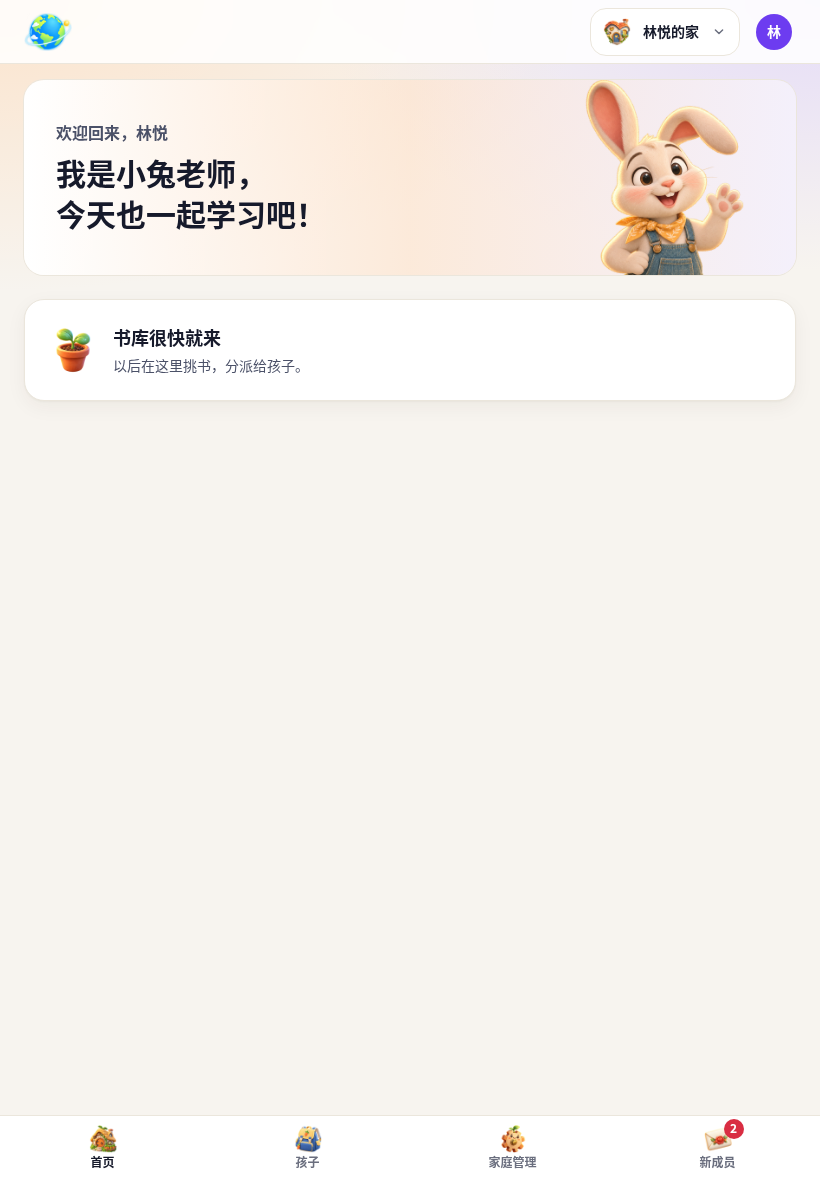 林悦的家
林
欢迎回来，林悦
我是小兔老师，
今天也一起学习吧！
书库很快就来
以后在这里挑书，分派给孩子。
首页
孩子
家庭管理
2
新成员